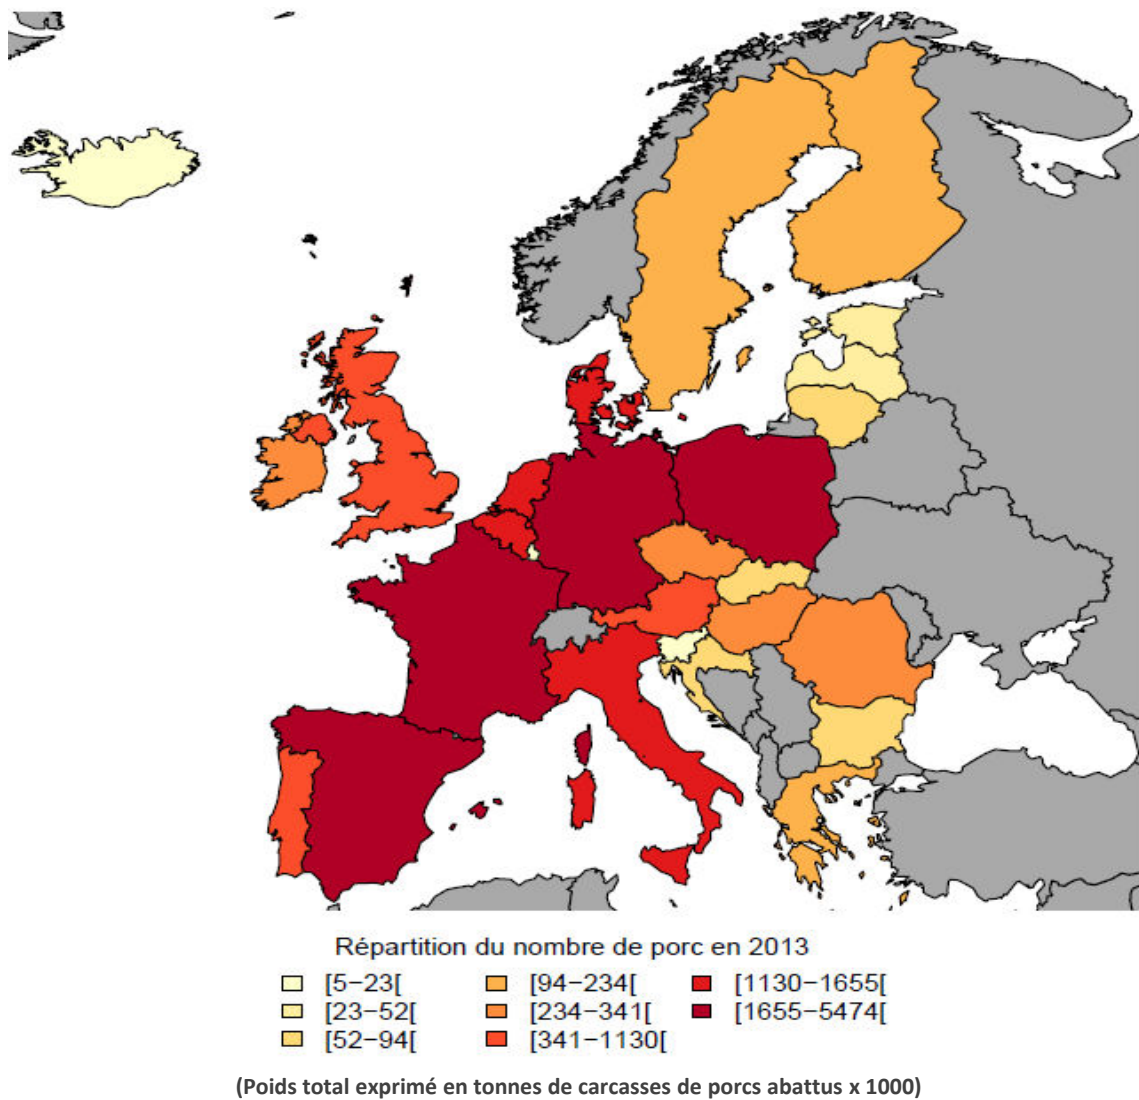 Répartition du nombre de porc en 2013
[5−23[ [94−234[ [1130−1655[
[23−52[ [234−341[ [1655−5474[
[52−94[ [341−1130[
(Poids total exprimé en tonnes de carcasses de porcs abattus x 1000)